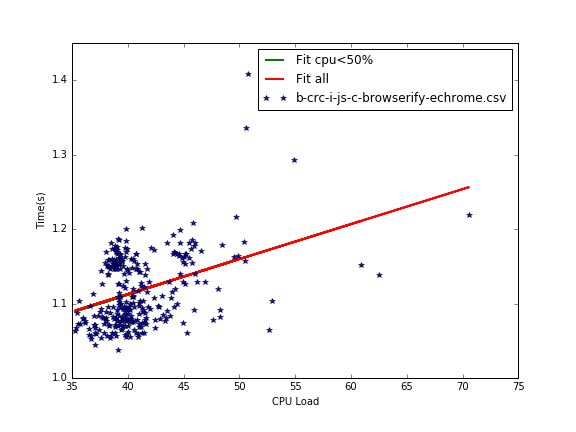 1.4
1.3
1.2
1.1
1.0
Time(s)
Fit cpu<50%
Fit all
b-crc-i-js-c-browserify-echrome.csv
35 40 45 50 55 60 65 70 75
CPU Load